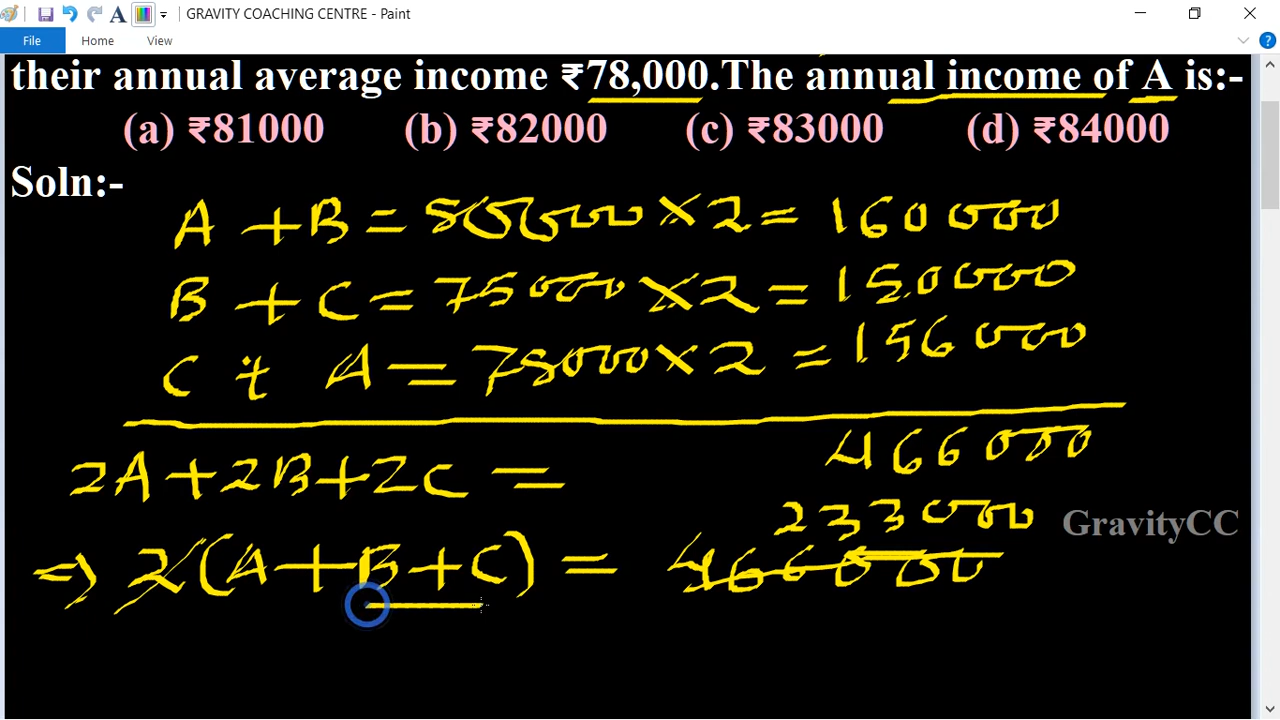 GRAVITY COACHING CENTRE - Paint
File Home View
their annual average income ₹78,000.The annual income of A is:-
(a) ₹81000 (b) ₹82000 (c) ₹83000 (d) ₹84000
Soln:-
A + B = 80000 × 2 = 160000
B + C = 75000 × 2 = 150000
C + A = 78000 × 2 = 156000
466000
2A + 2B + 2C =
233000
GravityCC
⇒ 2(A + B + C) = 466000